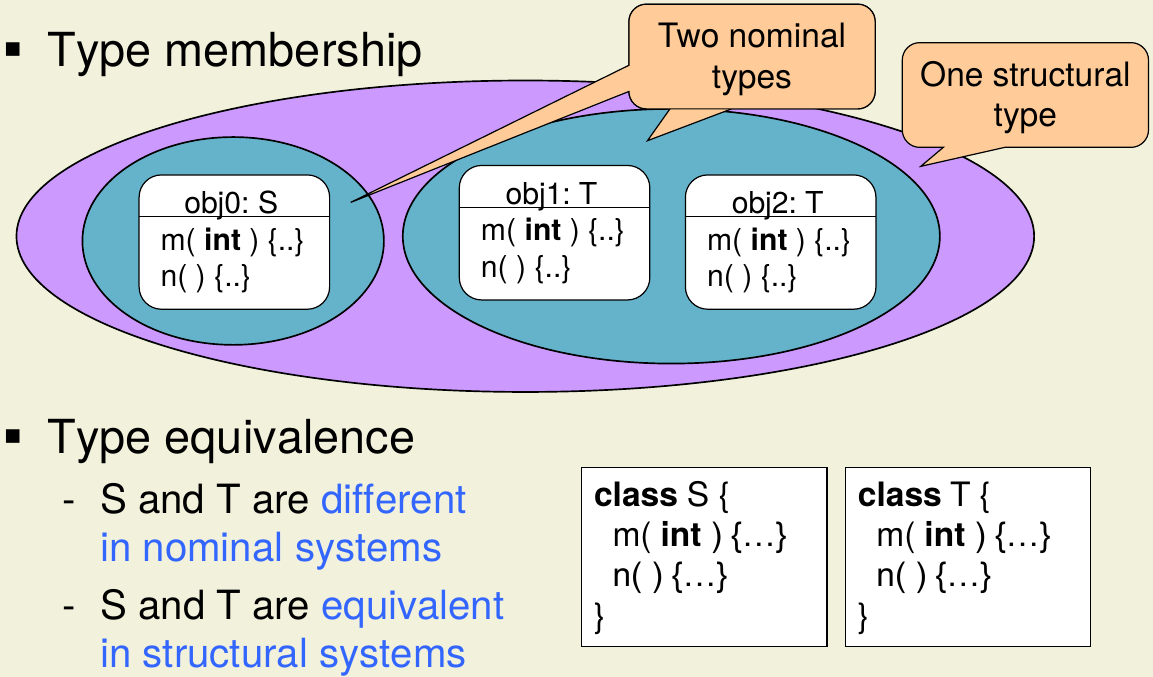 ▪ Type membership
Two nominal
types
One structural
type
obj0: S
m( int ) {..}
n( ) {..}
obj1: T
m( int ) {..}
n( ) {..}
obj2: T
m( int ) {..}
n( ) {..}
▪ Type equivalence
- S and T are different
in nominal systems
- S and T are equivalent
in structural systems
class S {
m( int ) {…}
n( ) {…}
}
class T {
m( int ) {…}
n( ) {…}
}